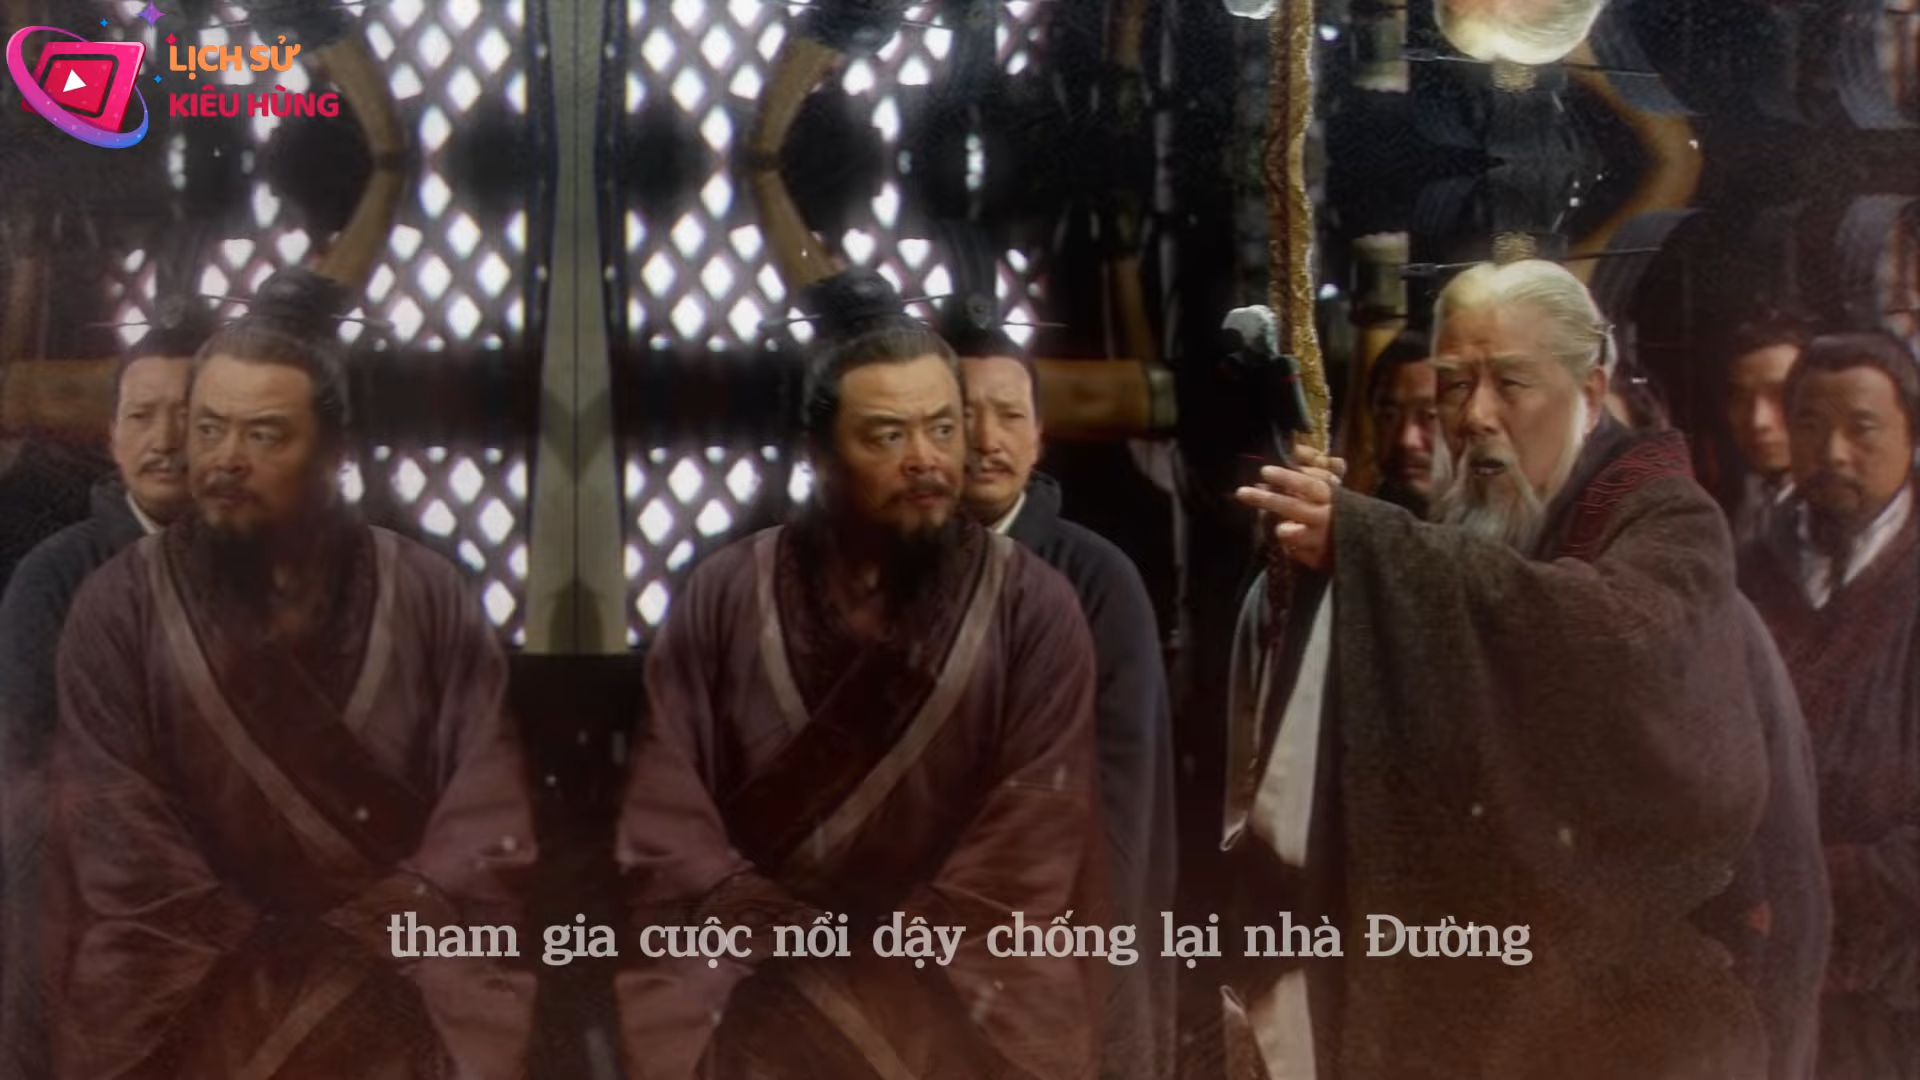 LỊCH SỬ
KIÊU HÙNG
tham gia cuộc nổi dậy chống lại nhà Đường